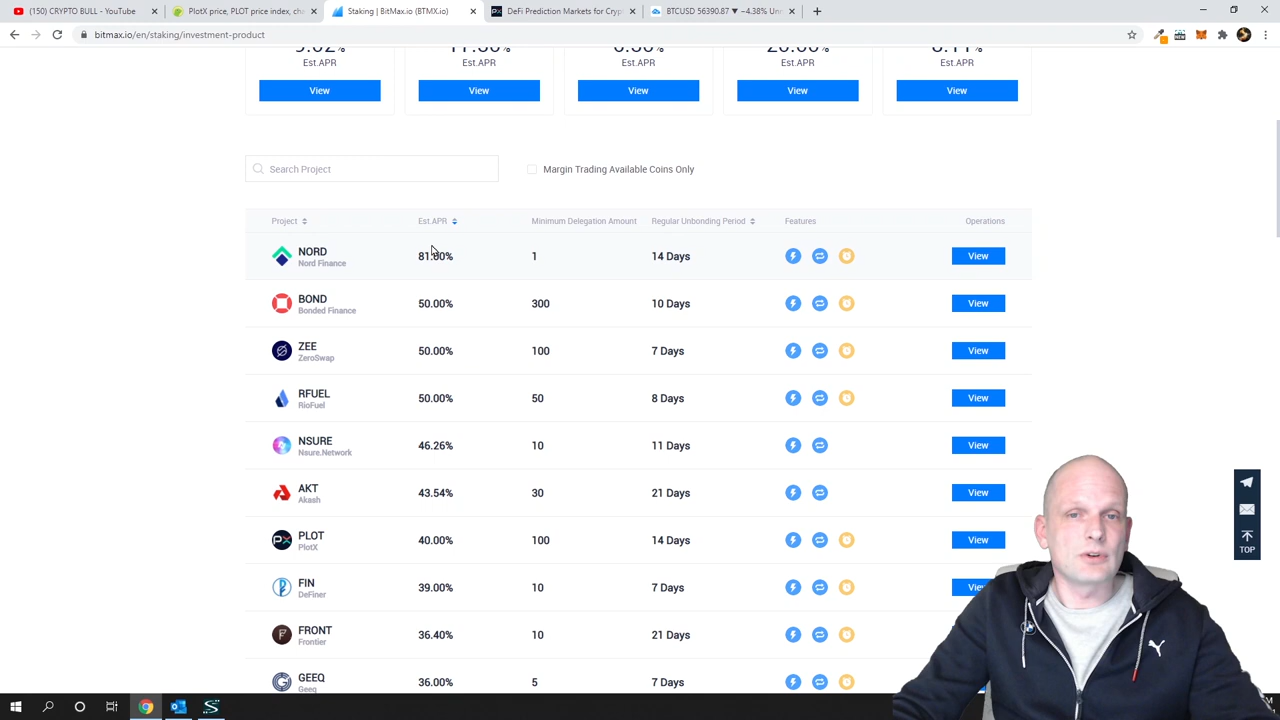 (150) CRYPTO BULL - YouTube
PlotX price, PLOT price index, cha
Staking | BitMax.io (BTMX.io)
DeFi Prediction Markets for Cryp
BTCUSD 56390.87 ▼ −4.38% Unn
bitmax.io/en/staking/investment-product
Est.APR
Est.APR
Est.APR
Est.APR
Est.APR
View
View
View
View
View
Search Project
Margin Trading Available Coins Only
Project
Est.APR
Minimum Delegation Amount
Regular Unbonding Period
Features
Operations
NORD
Nord Finance
1
14 Days
View
BOND
Bonded Finance
50.00%
300
10 Days
View
ZEE
ZeroSwap
50.00%
100
7 Days
View
RFUEL
RioFuel
50.00%
50
8 Days
View
NSURE
Nsure.Network
46.26%
10
11 Days
View
AKT
Akash
43.54%
30
21 Days
View
PLOT
PlotX
40.00%
100
14 Days
View
FIN
DeFiner
39.00%
10
7 Days
FRONT
Frontier
36.40%
10
21 Days
GEEQ
Geeq
36.00%
5
7 Days
TOP